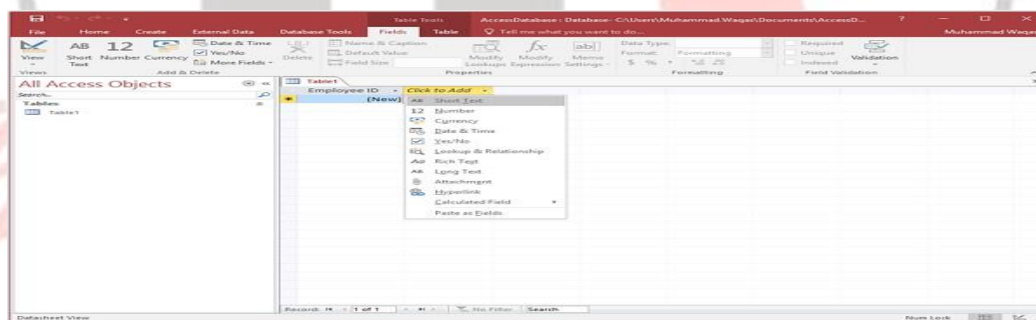 Table Tools
AccessDatabase : Database- C:\Users\Muhammad.Waqas\Documents\AccessD... ?
File Home Create External Data Database Tools Fields Table Tell me what you want to do... Muhammad Waqas
View
AB Short Text
12 Number
Currency
Date & Time
Yes/No
More Fields
Delete
Name & Caption
Default Value
Field Size
Modify Lookups
Modify Expression
Memo Settings
Data Type:
Format: Formatting
$ %
Required
Unique
Indexed
Validation
Views Add & Delete Properties Formatting Field Validation
All Access Objects
Search...
Tables
Table1
Table1
Employee ID Click to Add
(New)
AB Short Text
12 Number
Currency
Date & Time
Yes/No
Lookup & Relationship
Aa Rich Text
AB Long Text
Attachment
Hyperlink
Calculated Field
Paste as Fields
Record: 1 of 1 No Filter Search
Datasheet View Num Lock